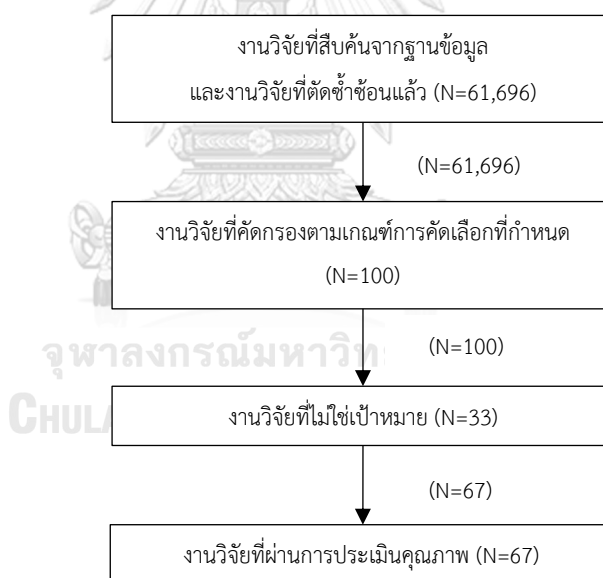 งานวิจัยที่สืบค้นจากฐานข้อมูล
และงานวิจัยที่ตัดซ้ำซ้อนแล้ว (N=61,696)
(N=61,696)
งานวิจัยที่คัดกรองตามเกณฑ์การคัดเลือกที่กำหนด
(N=100)
(N=100)
จุฬาลงกรณ์มหาวิท
CHULA
งานวิจัยที่ไม่ใช่เป้าหมาย (N=33)
(N=67)
งานวิจัยที่ผ่านการประเมินคุณภาพ (N=67)